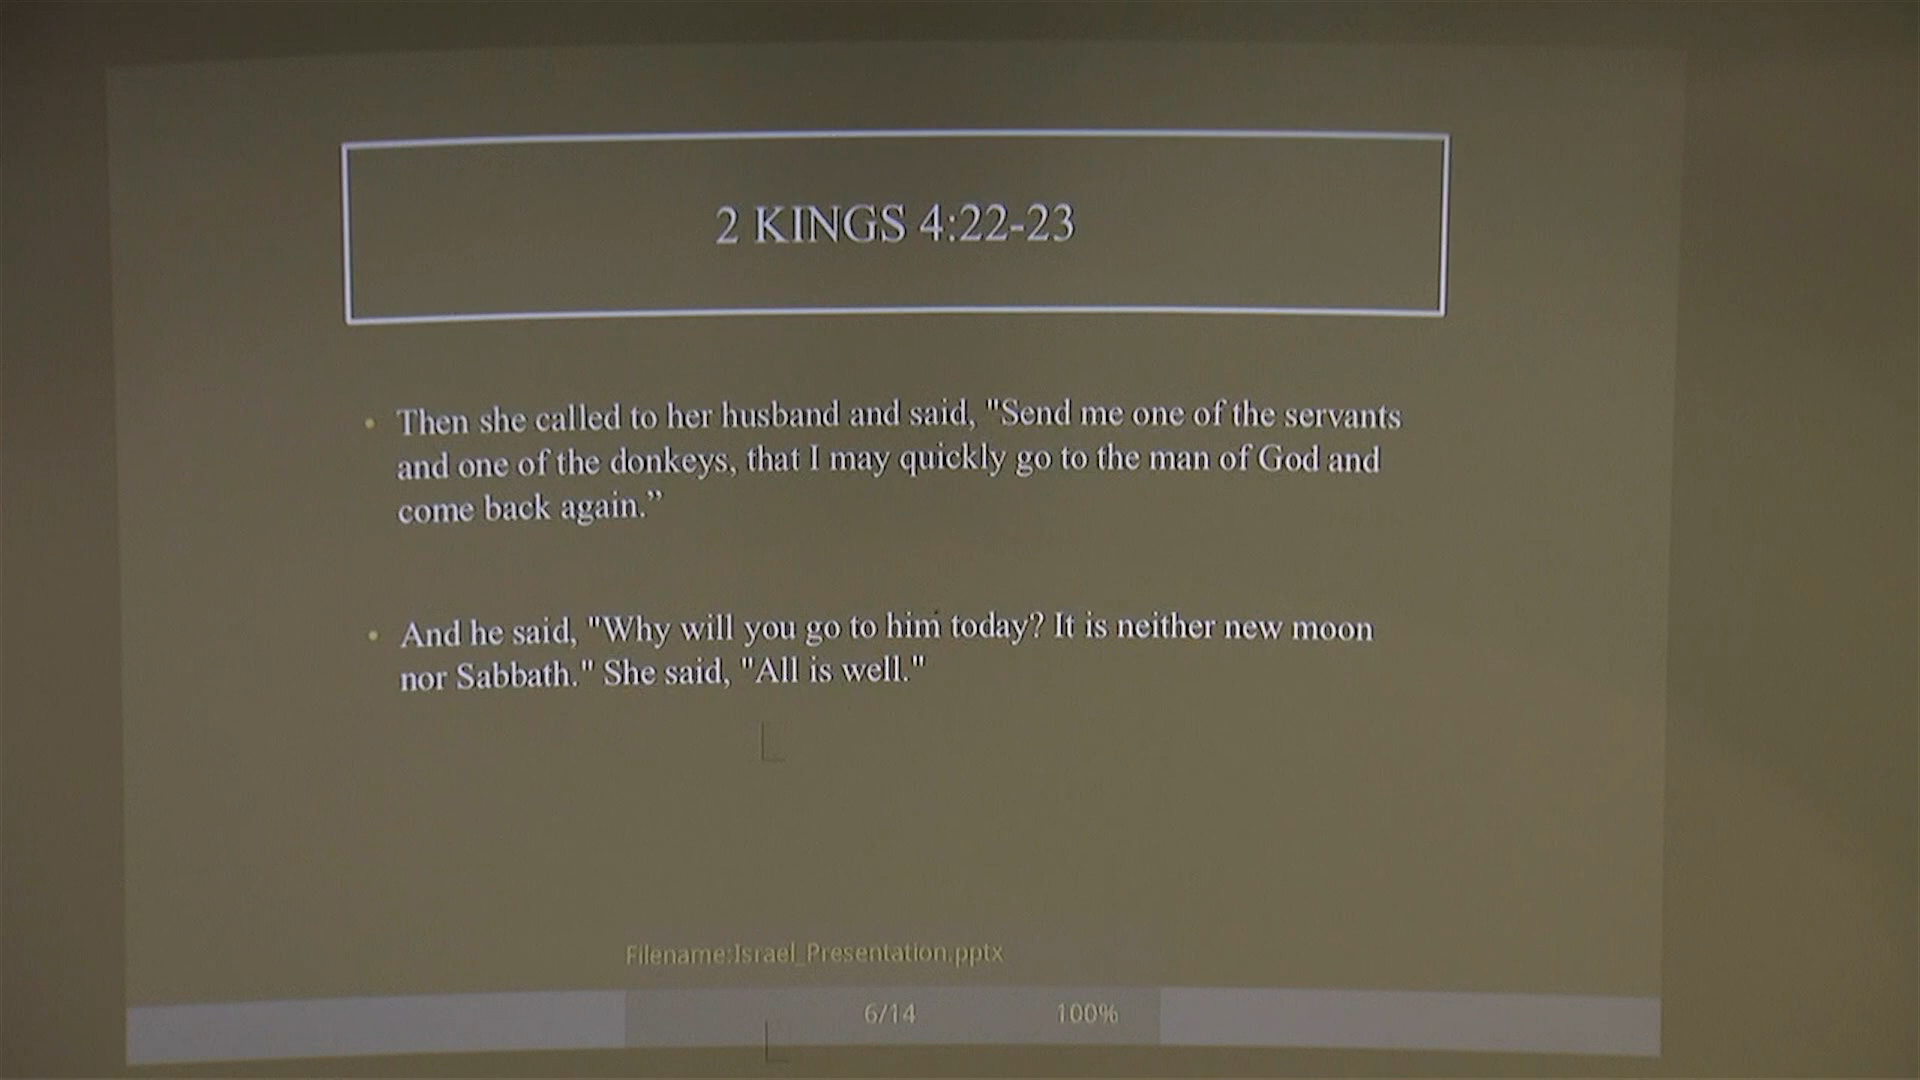 2 KINGS 4:22-23
• Then she called to her husband and said, "Send me one of the servants
and one of the donkeys, that I may quickly go to the man of God and
come back again.”
• And he said, "Why will you go to him today? It is neither new moon
nor Sabbath." She said, "All is well."
Filename:Israel_Presentation.pptx
6/14 100%